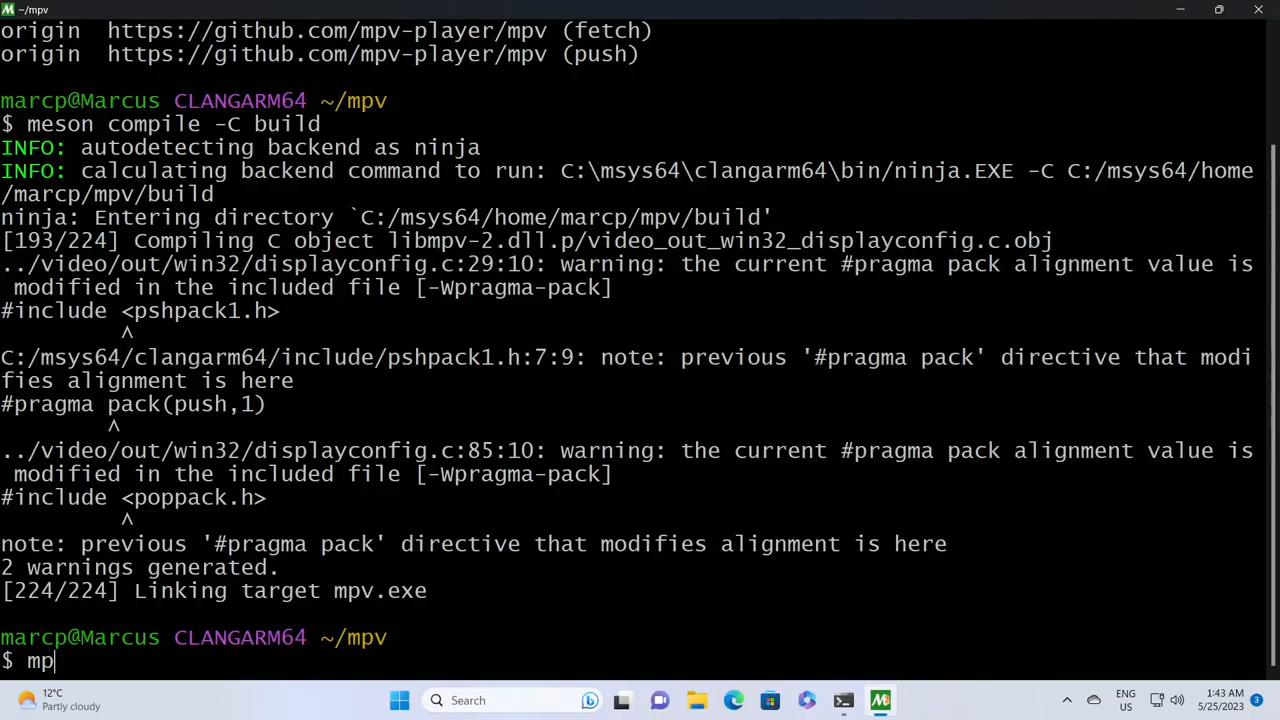 ~/mpv
origin  https://github.com/mpv-player/mpv (fetch)
origin  https://github.com/mpv-player/mpv (push)
marcp@Marcus CLANGARM64 ~/mpv
$ meson compile -C build
INFO: autodetecting backend as ninja
INFO: calculating backend command to run: C:\msys64\clangarm64\bin/ninja.EXE -C C:/msys64/home
/marcp/mpv/build
ninja: Entering directory `C:/msys64/home/marcp/mpv/build'
[193/224] Compiling C object libmpv-2.dll.p/video_out_win32_displayconfig.c.obj
../video/out/win32/displayconfig.c:29:10: warning: the current #pragma pack alignment value is
 modified in the included file [-Wpragma-pack]
#include <pshpack1.h>
^
C:/msys64/clangarm64/include/pshpack1.h:7:9: note: previous '#pragma pack' directive that modi
fies alignment is here
#pragma pack(push,1)
^
../video/out/win32/displayconfig.c:85:10: warning: the current #pragma pack alignment value is
 modified in the included file [-Wpragma-pack]
#include <poppack.h>
^
note: previous '#pragma pack' directive that modifies alignment is here
2 warnings generated.
[224/224] Linking target mpv.exe
marcp@Marcus CLANGARM64 ~/mpv
$ mp
12°C
Partly cloudy
Search
ENG
US
1:43 AM
5/25/2023
3